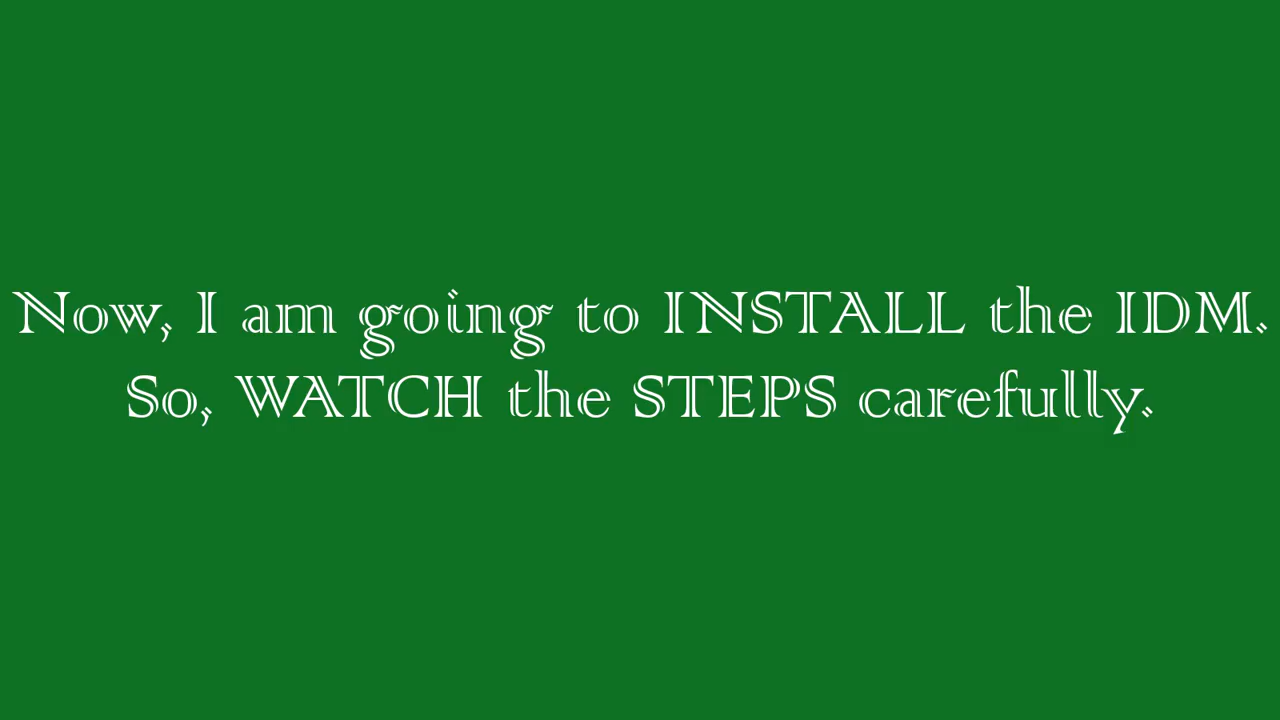 Now, I am going to INSTALL the IDM.
So, WATCH the STEPS carefully.